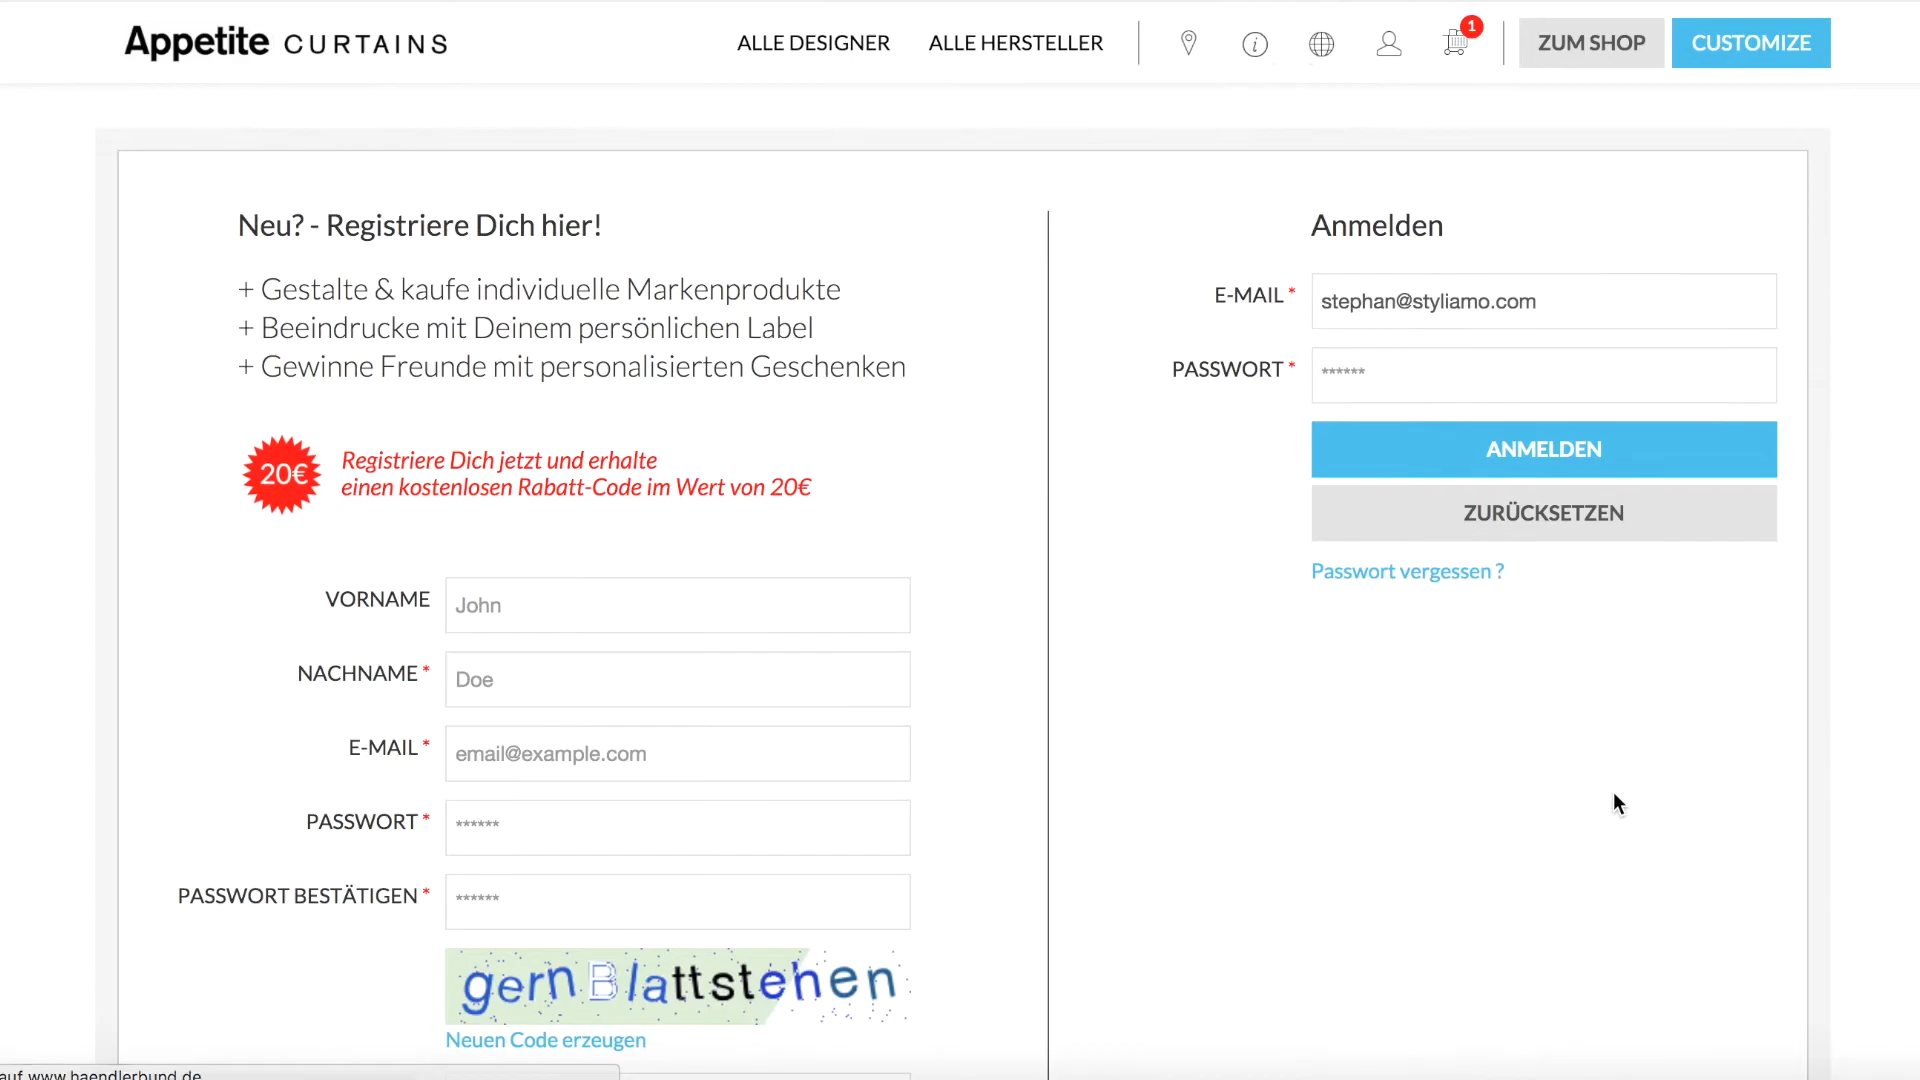 Appetite CURTAINS
ALLE DESIGNER
ALLE HERSTELLER
1
ZUM SHOP
CUSTOMIZE
Neu? - Registriere Dich hier!
+ Gestalte & kaufe individuelle Markenprodukte
+ Beeindrucke mit Deinem persönlichen Label
+ Gewinne Freunde mit personalisierten Geschenken
20€
Registriere Dich jetzt und erhalte
einen kostenlosen Rabatt-Code im Wert von 20€
VORNAME
John
NACHNAME *
Doe
E-MAIL *
email@example.com
PASSWORT *
******
PASSWORT BESTÄTIGEN *
******
gern Blattstehen
Neuen Code erzeugen
Anmelden
E-MAIL *
stephan@styliamo.com
PASSWORT *
******
ANMELDEN
ZURÜCKSETZEN
Passwort vergessen ?
auf www.haendlerbund.de